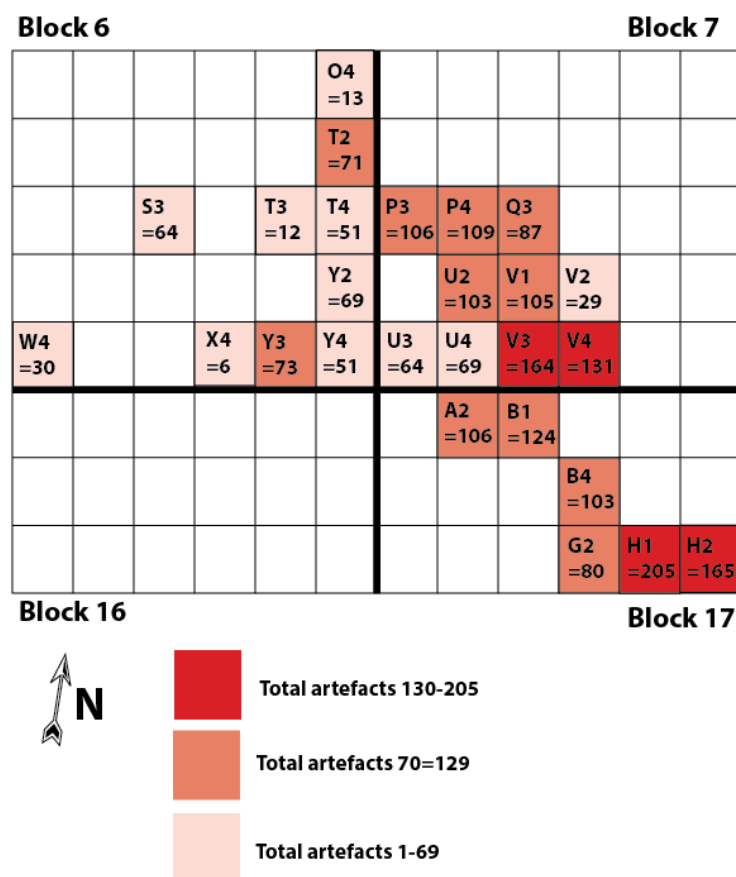 Block 6
Block 7
O4
=13
T2
=71
S3
=64
T3
=12
T4
=51
P3
=106
P4
=109
Q3
=87
Y2
=69
U2
=103
V1
=105
V2
=29
W4
=30
X4
=6
Y3
=73
Y4
=51
U3
=64
U4
=69
V3
=164
V4
=131
A2
=106
B1
=124
B4
=103
G2
=80
H1
=205
H2
=165
Block 16
Block 17
N
Total artefacts 130-205
Total artefacts 70=129
Total artefacts 1-69